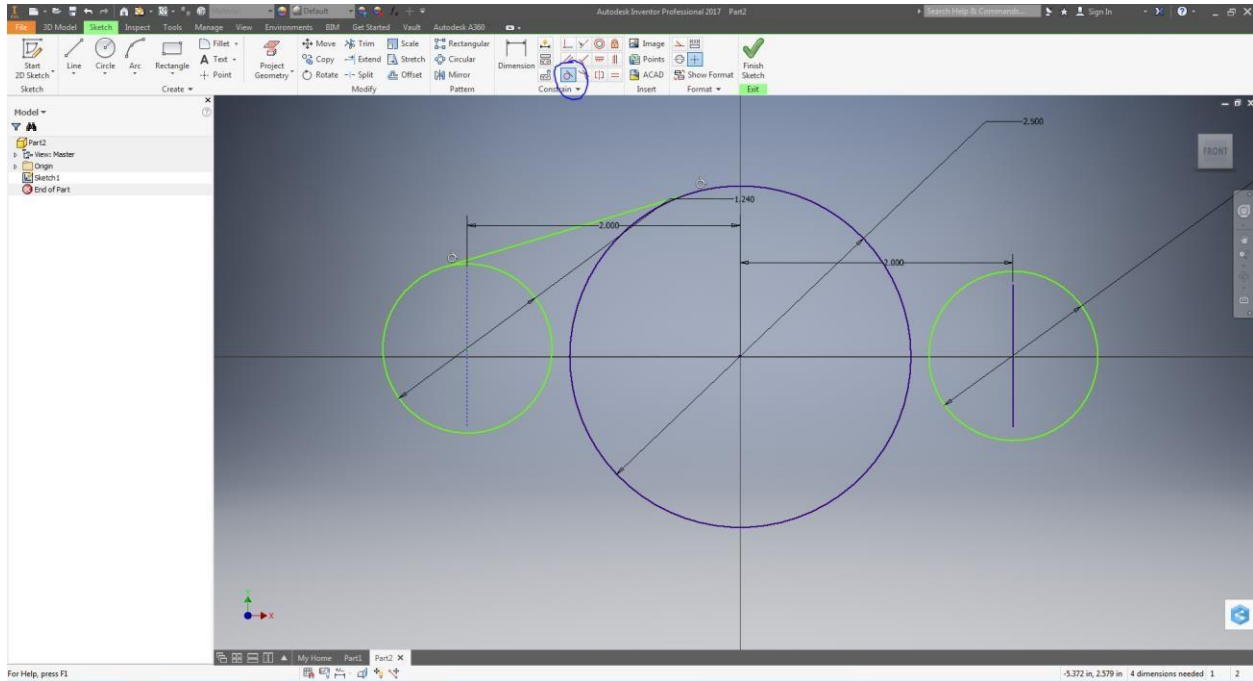 Default
Autodesk Inventor Professional 2017 Part2
Search Help & Commands...
Sign In
File 3D Model Sketch Inspect Tools Manage View Environments BIM Get Started Vault Autodesk A360
Start 2D Sketch
Line
Circle
Arc
Rectangle
Fillet
Text
Point
Project Geometry
Move Trim Scale
Copy Extend Stretch
Rotate Split Offset
Rectangular
Circular
Mirror
Dimension
Image
Points
ACAD
Show Format
Finish Sketch
Sketch Create Modify Pattern Constrain Insert Format Exit
Model
Part2
View: Master
Origin
Sketch1
End of Part
2.500
FRONT
1.240
2.000
2.000
X
My Home Part1 Part2
For Help, press F1
-5.372 in, 2.579 in 4 dimensions needed 1 2